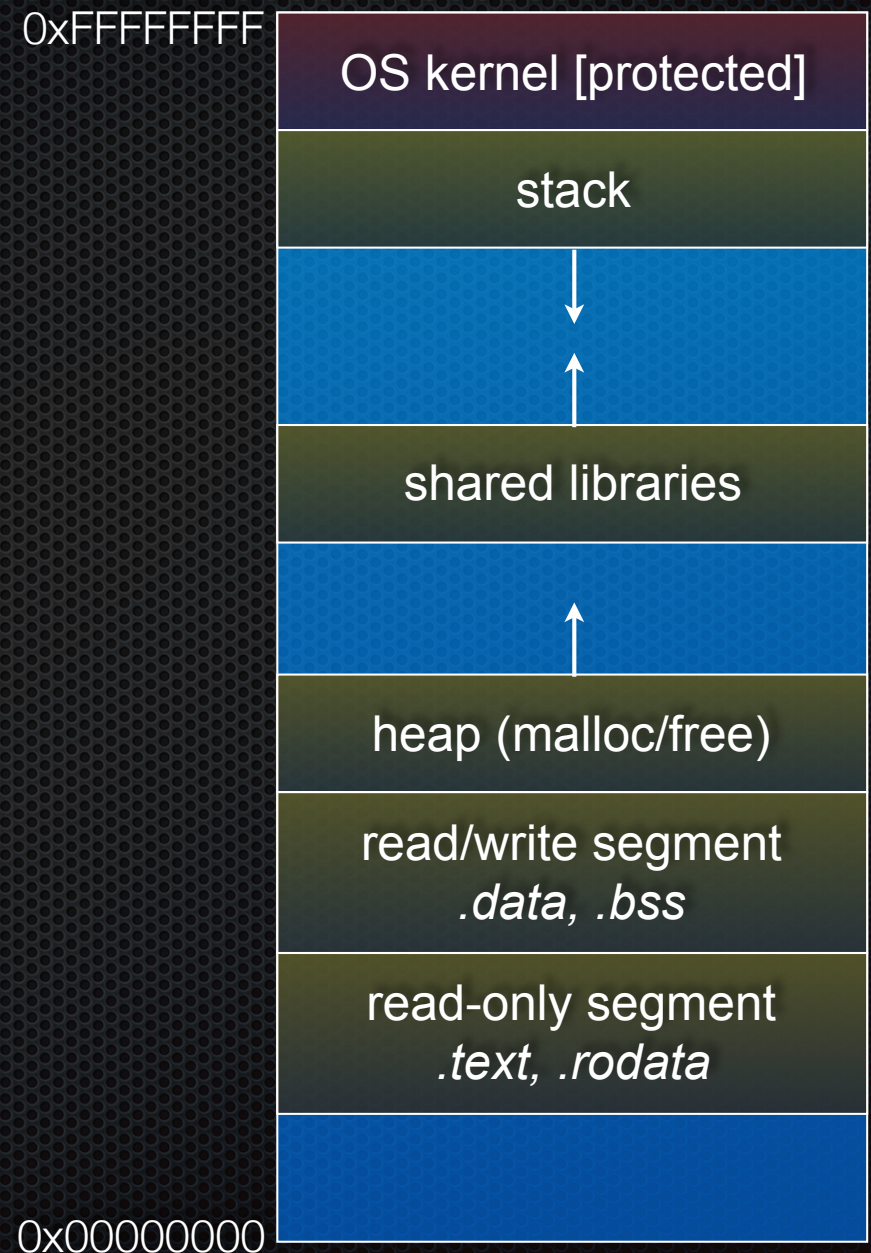 0xFFFFFFFF
OS kernel [protected]
stack
shared libraries
heap (malloc/free)
read/write segment
.data, .bss
read-only segment
.text, .rodata
0x00000000